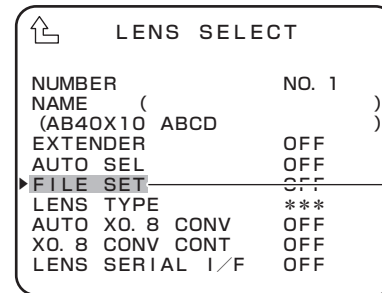 LENS SELECT
NUMBER NO. 1
NAME ( )
(AB40X10 ABCD )
EXTENDER OFF
AUTO SEL OFF
FILE SET OFF
LENS TYPE ***
AUTO X0. 8 CONV OFF
X0. 8 CONV CONT OFF
LENS SERIAL I／F OFF